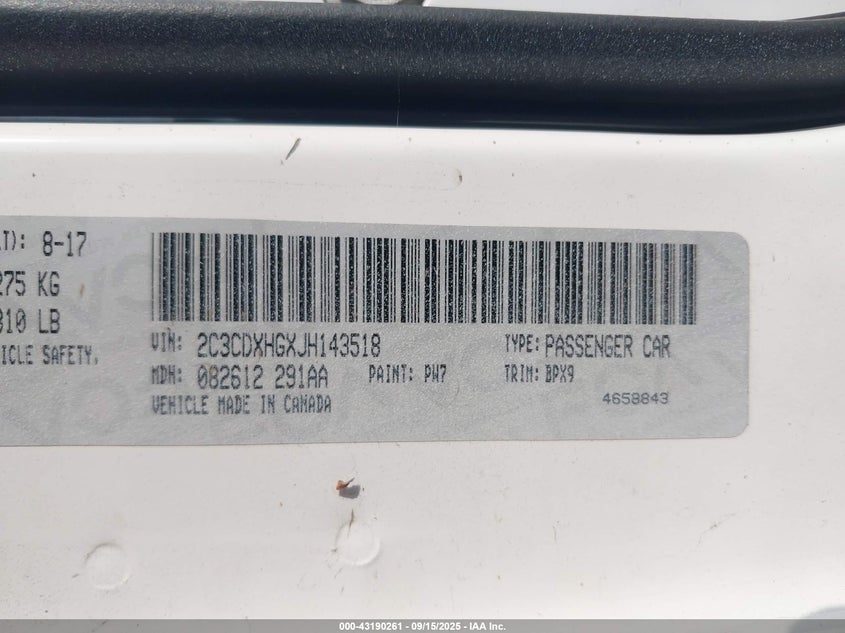 LT): 8-17
275 KG
310 LB
ICLE SAFETY,
VIN: 2C3CDXHGXJH143518 TYPE: PASSENGER CAR
MDH: 082612 291AA PAINT: PW7 TRIM: BPX9
VEHICLE MADE IN CANADA 4658843
000-43190261 - 09/15/2025 - IAA Inc.